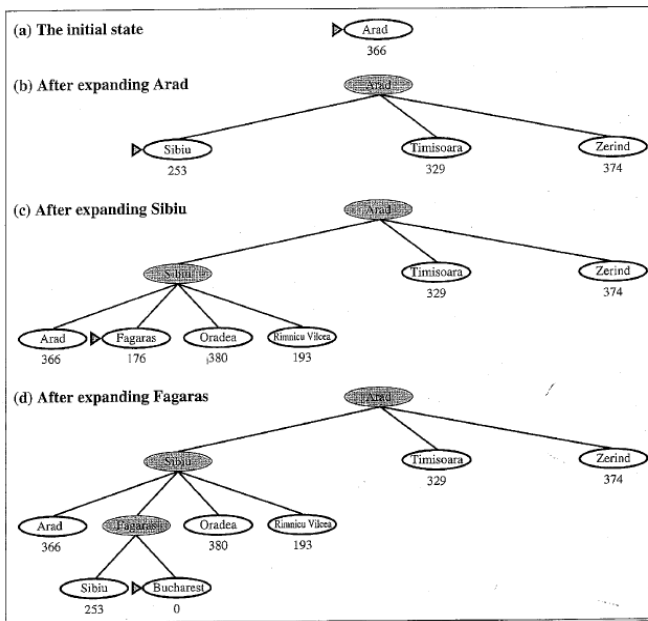 (a) The initial state
Arad
366
(b) After expanding Arad
Arad
Sibiu Timisoara Zerind
253 329 374
(c) After expanding Sibiu
Arad
Sibiu Timisoara Zerind
329 374
Arad Fagaras Oradea Rimnicu Vilcea
366 176 380 193
(d) After expanding Fagaras
Arad
Sibiu Timisoara Zerind
329 374
Arad Fagaras Oradea Rimnicu Vilcea
366 380 193
Sibiu Bucharest
253 0